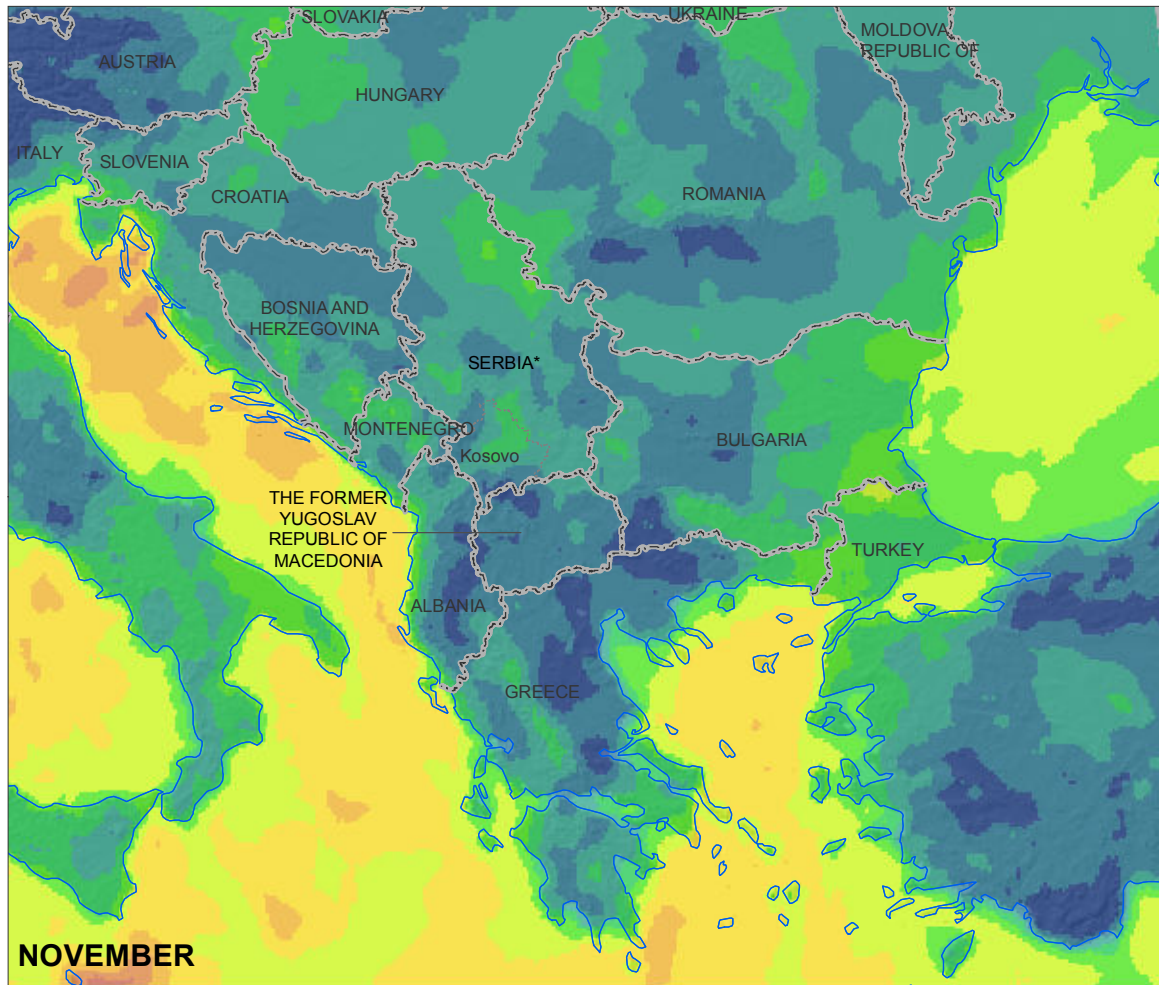 SLOVAKIA
UKRAINE
MOLDOVA
REPUBLIC OF
AUSTRIA
HUNGARY
ITALY
SLOVENIA
CROATIA
ROMANIA
BOSNIA AND
HERZEGOVINA
SERBIA*
MONTENEGRO
BULGARIA
Kosovo
THE FORMER
YUGOSLAV
REPUBLIC OF
MACEDONIA
TURKEY
ALBANIA
GREECE
NOVEMBER